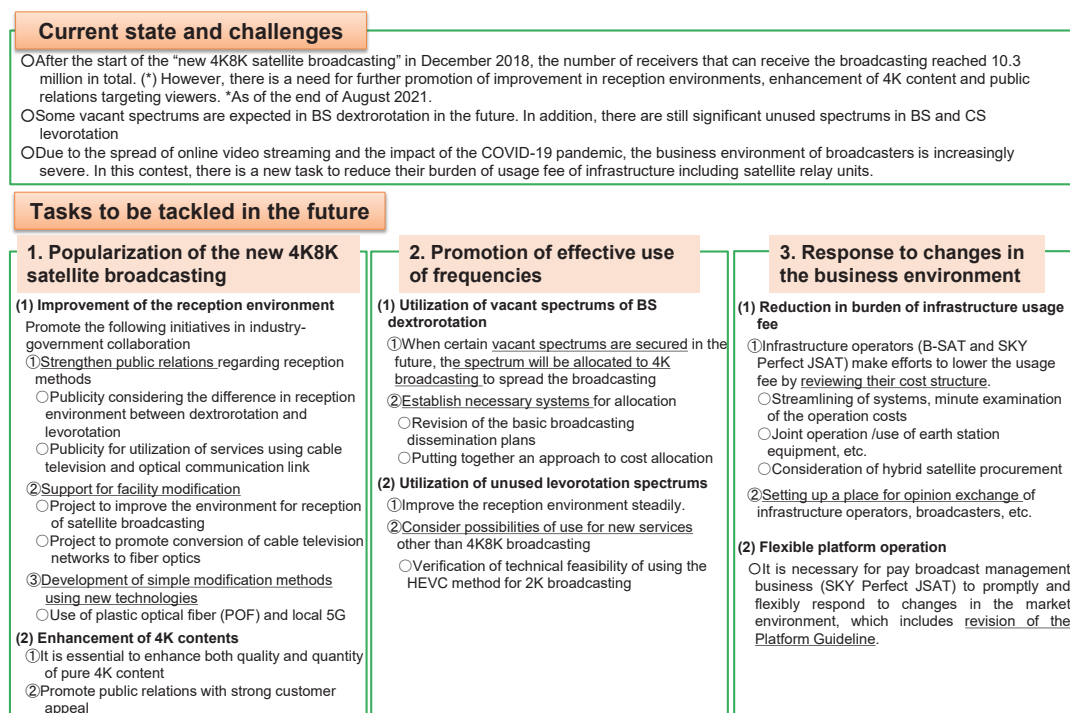 Current state and challenges
〇After the start of the “new 4K8K satellite broadcasting” in December 2018, the number of receivers that can receive the broadcasting reached 10.3
million in total. (*) However, there is a need for further promotion of improvement in reception environments, enhancement of 4K content and public
relations targeting viewers. *As of the end of August 2021.
〇Some vacant spectrums are expected in BS dextrorotation in the future. In addition, there are still significant unused spectrums in BS and CS
levorotation
〇Due to the spread of online video streaming and the impact of the COVID-19 pandemic, the business environment of broadcasters is increasingly
severe. In this contest, there is a new task to reduce their burden of usage fee of infrastructure including satellite relay units.
Tasks to be tackled in the future
1. Popularization of the new 4K8K
satellite broadcasting
(1) Improvement of the reception environment
Promote the following initiatives in industry-
government collaboration
①Strengthen public relations regarding reception
methods
〇Publicity considering the difference in reception
environment between dextrorotation and
levorotation
〇Publicity for utilization of services using cable
television and optical communication link
②Support for facility modification
〇Project to improve the environment for reception
of satellite broadcasting
〇Project to promote conversion of cable television
networks to fiber optics
③Development of simple modification methods
using new technologies
〇Use of plastic optical fiber (POF) and local 5G
(2) Enhancement of 4K contents
①It is essential to enhance both quality and quantity
of pure 4K content
②Promote public relations with strong customer
appeal
2. Promotion of effective use
of frequencies
(1) Utilization of vacant spectrums of BS
dextrorotation
①When certain vacant spectrums are secured in the
future, the spectrum will be allocated to 4K
broadcasting to spread the broadcasting
②Establish necessary systems for allocation
〇Revision of the basic broadcasting
dissemination plans
〇Putting together an approach to cost allocation
(2) Utilization of unused levorotation spectrums
①Improve the reception environment steadily.
②Consider possibilities of use for new services
other than 4K8K broadcasting
〇Verification of technical feasibility of using the
HEVC method for 2K broadcasting
3. Response to changes in
the business environment
(1) Reduction in burden of infrastructure usage
fee
①Infrastructure operators (B-SAT and SKY
Perfect JSAT) make efforts to lower the usage
fee by reviewing their cost structure.
〇Streamlining of systems, minute examination
of the operation costs
〇Joint operation /use of earth station
equipment, etc.
〇Consideration of hybrid satellite procurement
②Setting up a place for opinion exchange of
infrastructure operators, broadcasters, etc.
(2) Flexible platform operation
〇It is necessary for pay broadcast management
business (SKY Perfect JSAT) to promptly and
flexibly respond to changes in the market
environment, which includes revision of the
Platform Guideline.